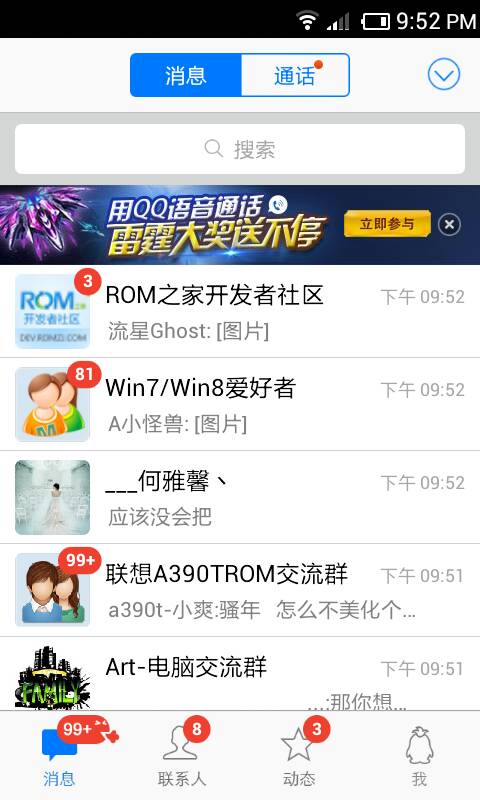 9:52 PM
消息
通话
搜索
用QQ语音通话
雷霆大奖送不停
立即参与
3
ROM之家开发者社区
下午 09:52
ROM之家
开发者社区
DEV.ROMZJ.COM
流星Ghost: [图片]
81
Win7/Win8爱好者
下午 09:52
A小怪兽: [图片]
___何雅馨丶
下午 09:52
应该没会把
99+
联想A390TROM交流群
下午 09:51
a390t-小爽:骚年 怎么不美化个...
Art-电脑交流群
下午 09:51
FAMILY
...:那你想...
99+
8
3
消息
联系人
动态
我